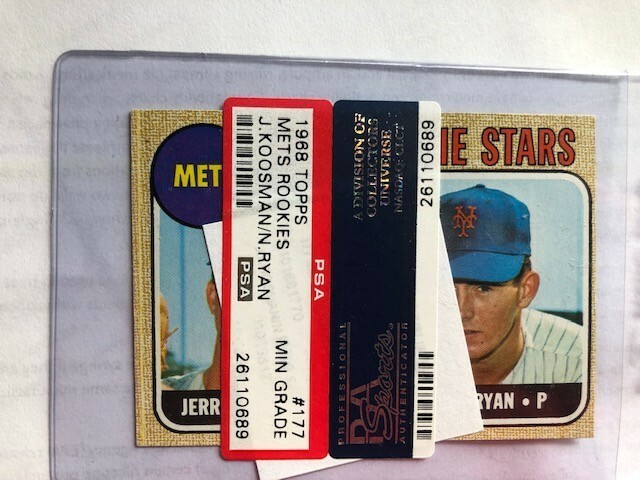 METS
ROOKIE STARS
JERR
RYAN • P
1968 TOPPS #177
METS ROOKIES
J.KOOSMAN/N.RYAN MIN GRADE
PSA 26110689
PSA
A DIVISION OF
COLLECTORS
UNIVERSE
NASDAQ: CLCT
26110689
PROFESSIONAL
PSA
Sports
AUTHENTICATOR